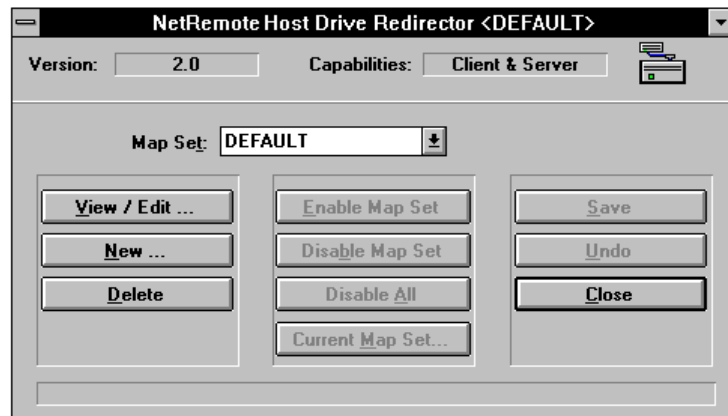 NetRemote Host Drive Redirector <DEFAULT>
Version: 2.0 Capabilities: Client & Server
Map Set: DEFAULT
View / Edit ... Enable Map Set Save
New ... Disable Map Set Undo
Delete Disable All Close
Current Map Set...